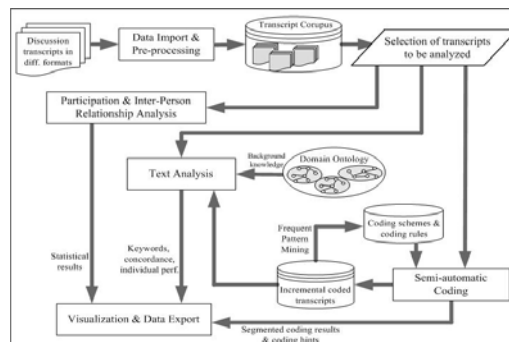 Discussion
transcripts in
diff. formats
Data Import &
Pre-processing
Transcript Coupus
Selection of transcripts
to be analyzed
Participation & Inter-Person
Relationship Analysis
Text Analysis
Background
knowledge
Domain Ontology
Statistical
results
Keywords,
concordance,
individual perf.
Frequent
Pattern
Mining
Coding schemes &
coding rules
Incremental coded
transcripts
Semi-automatic
Coding
Visualization & Data Export
Segmented coding results
& coding hints